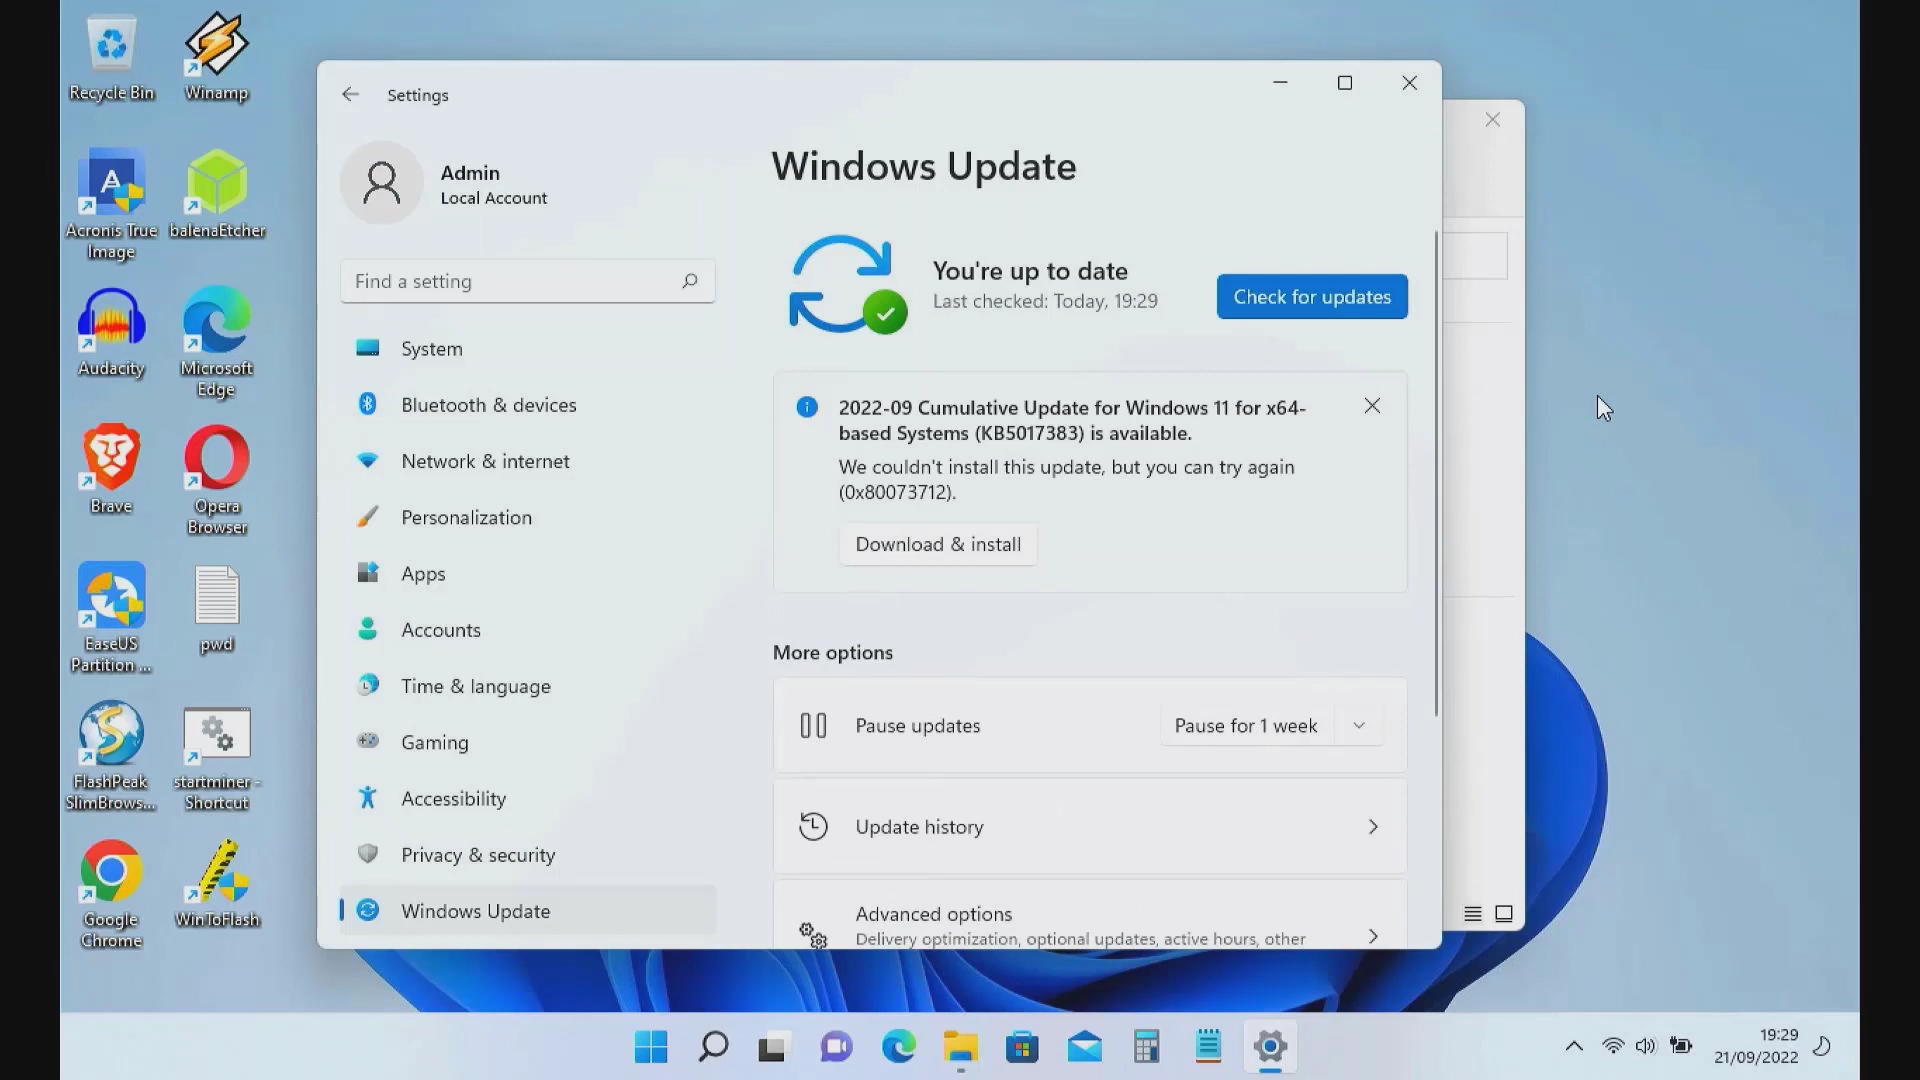 Recycle Bin
Winamp
Acronis True
Image
balenaEtcher
Audacity
Microsoft
Edge
Brave
Opera
Browser
EaseUS
Partition ...
pwd
FlashPeak
SlimBrows...
startminer -
Shortcut
Google
Chrome
WinToFlash
Settings
Admin
Local Account
Find a setting
System
Bluetooth & devices
Network & internet
Personalization
Apps
Accounts
Time & language
Gaming
Accessibility
Privacy & security
Windows Update
Windows Update
You're up to date
Last checked: Today, 19:29
Check for updates
2022-09 Cumulative Update for Windows 11 for x64-
based Systems (KB5017383) is available.
We couldn't install this update, but you can try again
(0x80073712).
Download & install
More options
Pause updates
Pause for 1 week
Update history
Advanced options
Delivery optimization, optional updates, active hours, other
19:29
21/09/2022